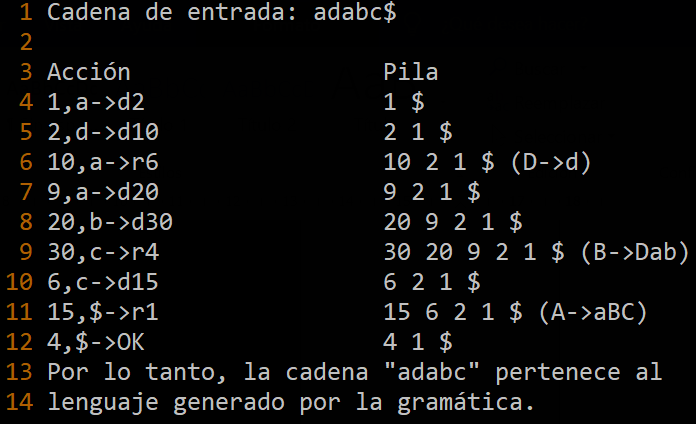 1 Cadena de entrada: adabc$
2
3 Acción Pila
4 1,a->d2 1 $
5 2,d->d10 2 1 $
6 10,a->r6 10 2 1 $ (D->d)
7 9,a->d20 9 2 1 $
8 20,b->d30 20 9 2 1 $
9 30,c->r4 30 20 9 2 1 $ (B->Dab)
10 6,c->d15 6 2 1 $
11 15,$->r1 15 6 2 1 $ (A->aBC)
12 4,$->OK 4 1 $
13 Por lo tanto, la cadena "adabc" pertenece al
14 lenguaje generado por la gramática.